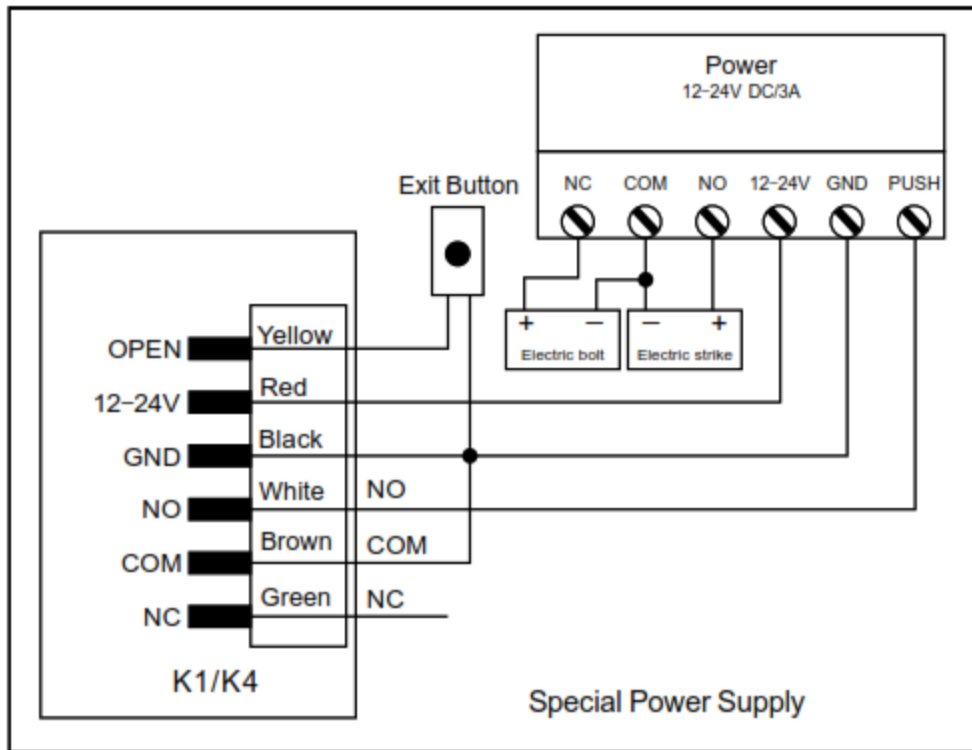 Power
12-24V DC/3A
NC COM NO 12-24V GND PUSH
Exit Button
+ − − +
Electric bolt Electric strike
OPEN Yellow
12-24V Red
GND Black
NO White NO
COM Brown COM
NC Green NC
K1/K4
Special Power Supply